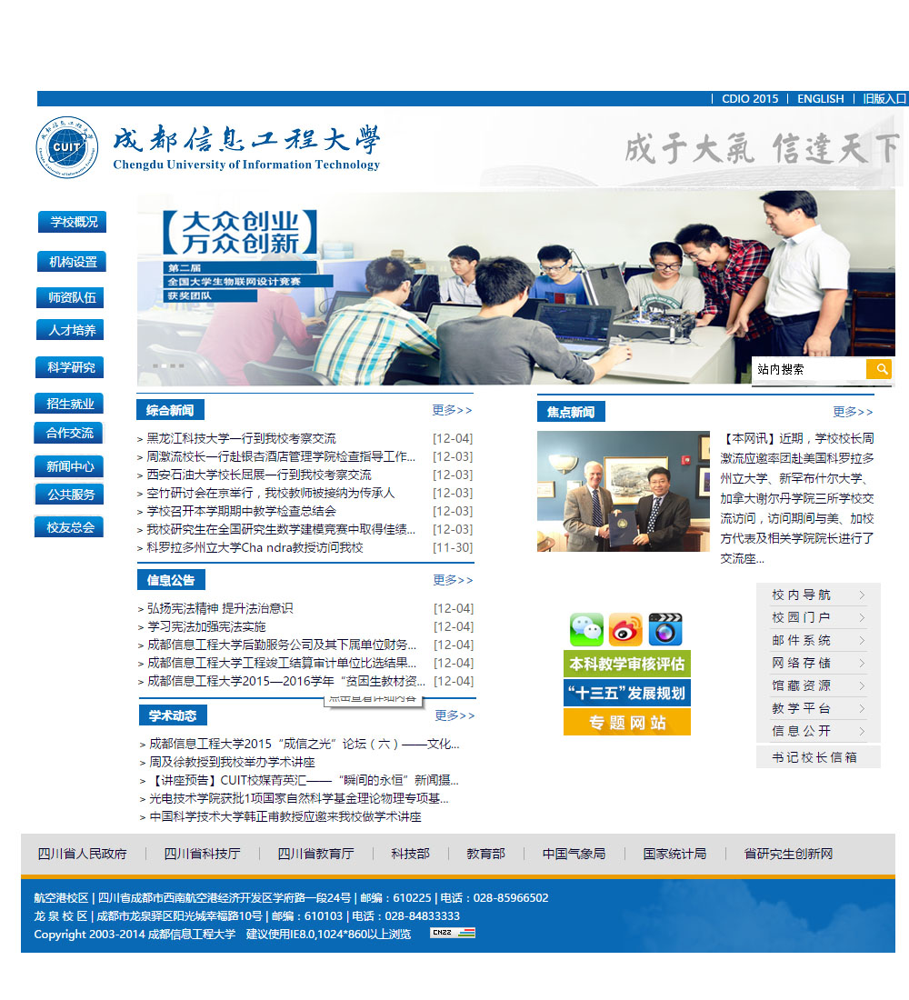 CDIO 2015 | ENGLISH | 旧版入口
CUIT
成都信息工程大學
Chengdu University of Information Technology
成于大氣 信達天下
学校概况
机构设置
师资队伍
人才培养
科学研究
招生就业
合作交流
新闻中心
公共服务
校友总会
【大众创业
万众创新】
第二届
全国大学生物联网设计竞赛
获奖团队
站内搜索
综合新闻 更多>>
> 黑龙江科技大学一行到我校考察交流 [12-04]
> 周激流校长一行赴银杏酒店管理学院检查指导工作... [12-03]
> 西安石油大学校长屈展一行到我校考察交流 [12-03]
> 空竹研讨会在京举行，我校教师被接纳为传承人 [12-03]
> 学校召开本学期期中教学检查总结会 [12-03]
> 我校研究生在全国研究生数学建模竞赛中取得佳绩... [12-03]
> 科罗拉多州立大学Cha ndra教授访问我校 [11-30]
焦点新闻 更多>>
【本网讯】近期，学校校长周
激流应邀率团赴美国科罗拉多
州立大学、新罕布什尔大学、
加拿大谢尔丹学院三所学校交
流访问，访问期间与美、加校
方代表及相关学院院长进行了
交流座...
信息公告 更多>>
> 弘扬宪法精神 提升法治意识 [12-04]
> 学习宪法加强宪法实施 [12-04]
> 成都信息工程大学后勤服务公司及其下属单位财务... [12-04]
> 成都信息工程大学工程竣工结算审计单位比选结果... [12-04]
> 成都信息工程大学2015—2016学年“贫困生教材资... [12-04]
点击查看详细内容
学术动态 更多>>
> 成都信息工程大学2015“成信之光”论坛（六）——文化...
> 周及徐教授到我校举办学术讲座
> 【讲座预告】CUIT校媒菁英汇——“瞬间的永恒”新闻摄...
> 光电技术学院获批1项国家自然科学基金理论物理专项基...
> 中国科学技术大学韩正甫教授应邀来我校做学术讲座
本科教学审核评估
“十三五”发展规划
专题网站
校内导航
校园门户
邮件系统
网络存储
馆藏资源
教学平台
信息公开
书记校长信箱
四川省人民政府 | 四川省科技厅 | 四川省教育厅 | 科技部 | 教育部 | 中国气象局 | 国家统计局 | 省研究生创新网
航空港校区 | 四川省成都市西南航空港经济开发区学府路一段24号 | 邮编：610225 | 电话：028-85966502
龙 泉 校 区 | 成都市龙泉驿区阳光城幸福路10号 | 邮编：610103 | 电话：028-84833333
Copyright 2003-2014 成都信息工程大学 建议使用IE8.0,1024*860以上浏览 CNZZ